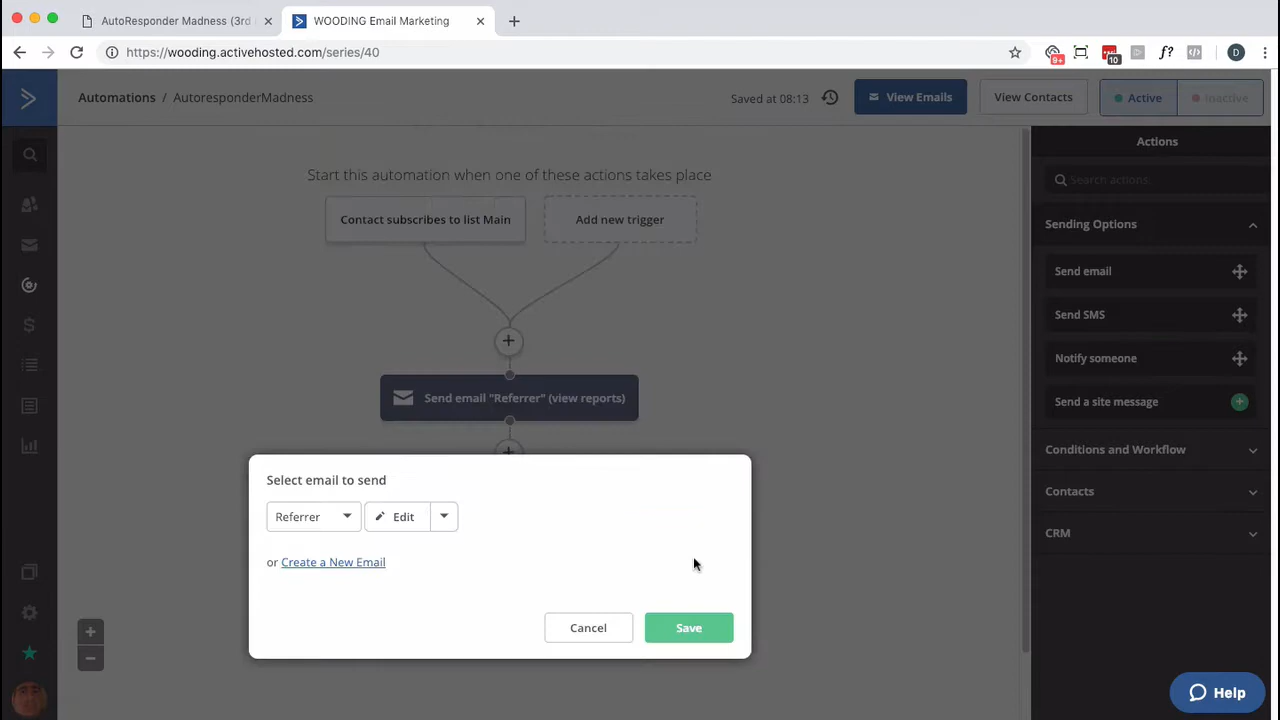 AutoResponder Madness (3rd
WOODING Email Marketing
https://wooding.activehosted.com/series/40
9+
10
f?
D
Automations / AutoresponderMadness
Saved at 08:13
View Emails
View Contacts
Active
Inactive
Actions
Start this automation when one of these actions takes place
Search actions
Contact subscribes to list Main
Add new trigger
Sending Options
Send email
Send SMS
Notify someone
Send email "Referrer" (view reports)
Send a site message
Conditions and Workflow
Select email to send
Contacts
Referrer
Edit
CRM
or Create a New Email
Cancel
Save
Help